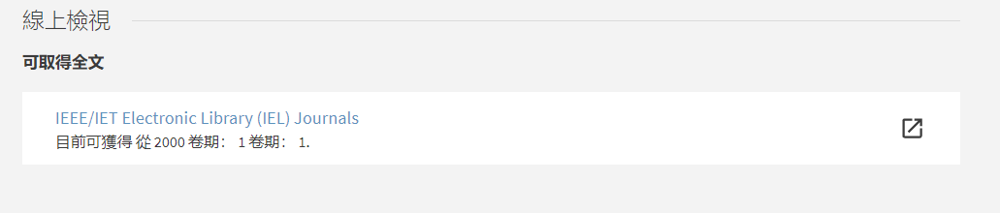 線上檢視
可取得全文
IEEE/IET Electronic Library (IEL) Journals
目前可獲得 從 2000 卷期： 1 卷期： 1.